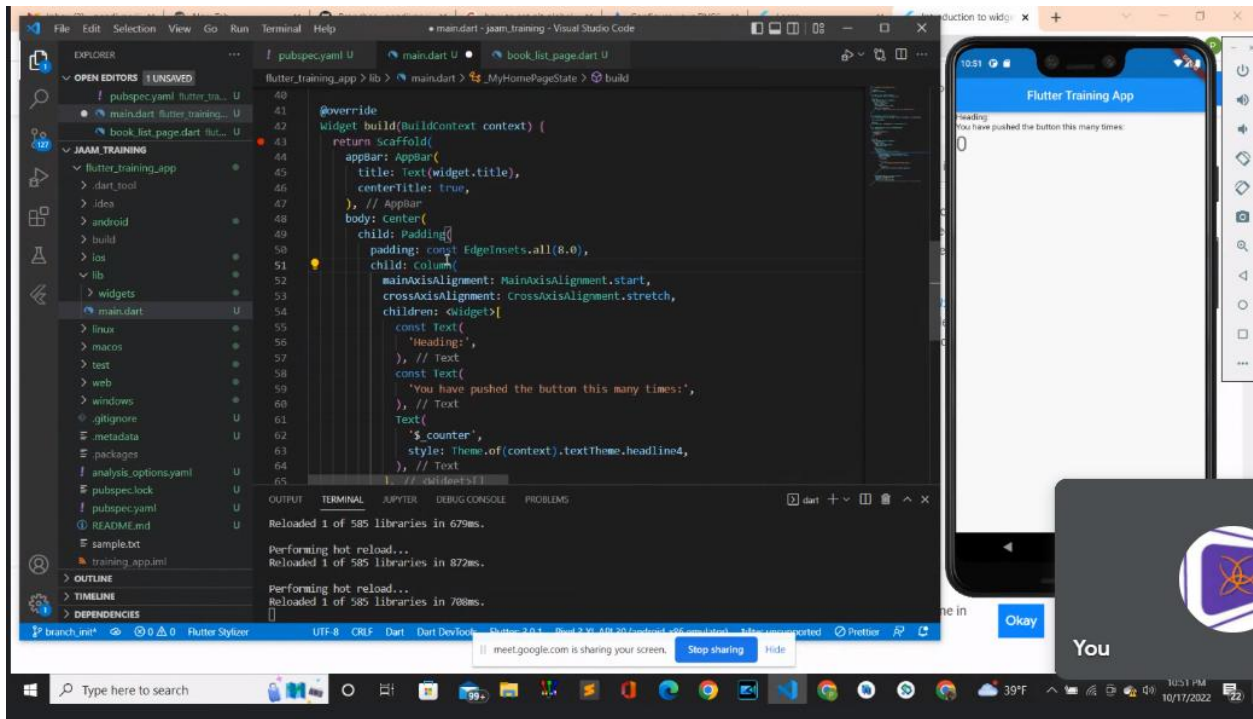 File Edit Selection View Go Run Terminal Help
● main.dart - jaam_training - Visual Studio Code
EXPLORER
OPEN EDITORS 1 UNSAVED
! pubspec.yaml flutter_tra... U
main.dart flutter_training... U
book_list_page.dart flut... U
JAAM_TRAINING
flutter_training_app
.dart_tool
.idea
android
build
ios
lib
widgets
main.dart U
linux
macos
test
web
windows
.gitignore U
.metadata U
.packages
analysis_options.yaml U
pubspec.lock U
pubspec.yaml U
README.md U
sample.txt
training_app.iml
OUTLINE
TIMELINE
DEPENDENCIES
127
! pubspec.yaml U
main.dart U ●
book_list_page.dart U
flutter_training_app > lib > main.dart > _MyHomePageState > build
40
41 @override
42 Widget build(BuildContext context) {
43 return Scaffold(
44 appBar: AppBar(
45 title: Text(widget.title),
46 centerTitle: true,
47 ), // AppBar
48 body: Center(
49 child: Padding(
50 padding: const EdgeInsets.all(8.0),
51 child: Column(
52 mainAxisAlignment: MainAxisAlignment.start,
53 crossAxisAlignment: CrossAxisAlignment.stretch,
54 children: <Widget>[
55 const Text(
56 'Heading:',
57 ), // Text
58 const Text(
59 'You have pushed the button this many times:',
60 ), // Text
61 Text(
62 '$_counter',
63 style: Theme.of(context).textTheme.headline4,
64 ), // Text
65 ], // <Widget>[]
OUTPUT TERMINAL JUPYTER DEBUG CONSOLE PROBLEMS
dart
Reloaded 1 of 585 libraries in 679ms.
Performing hot reload...
Reloaded 1 of 585 libraries in 872ms.
Performing hot reload...
Reloaded 1 of 585 libraries in 708ms.
branch_init* 0 0 Flutter Stylizer
UTF-8 CRLF Dart Dart DevTools
Prettier
10:51
Flutter Training App
Heading:
You have pushed the button this many times:
0
Okay
You
meet.google.com is sharing your screen.
Stop sharing
Hide
Type here to search
99+
39°F
10:51 PM
10/17/2022
22